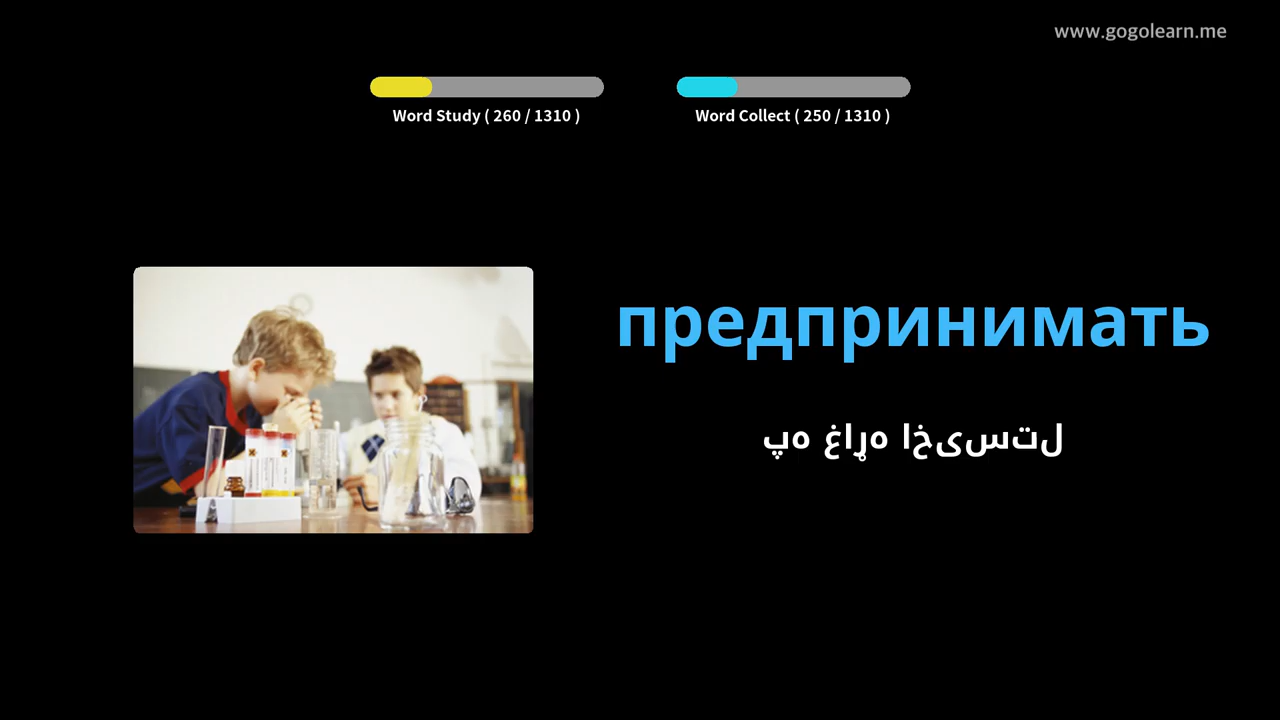 www.gogolearn.me
Word Study ( 260 / 1310 )
Word Collect ( 250 / 1310 )
предпринимать
په غاړه اخیستل